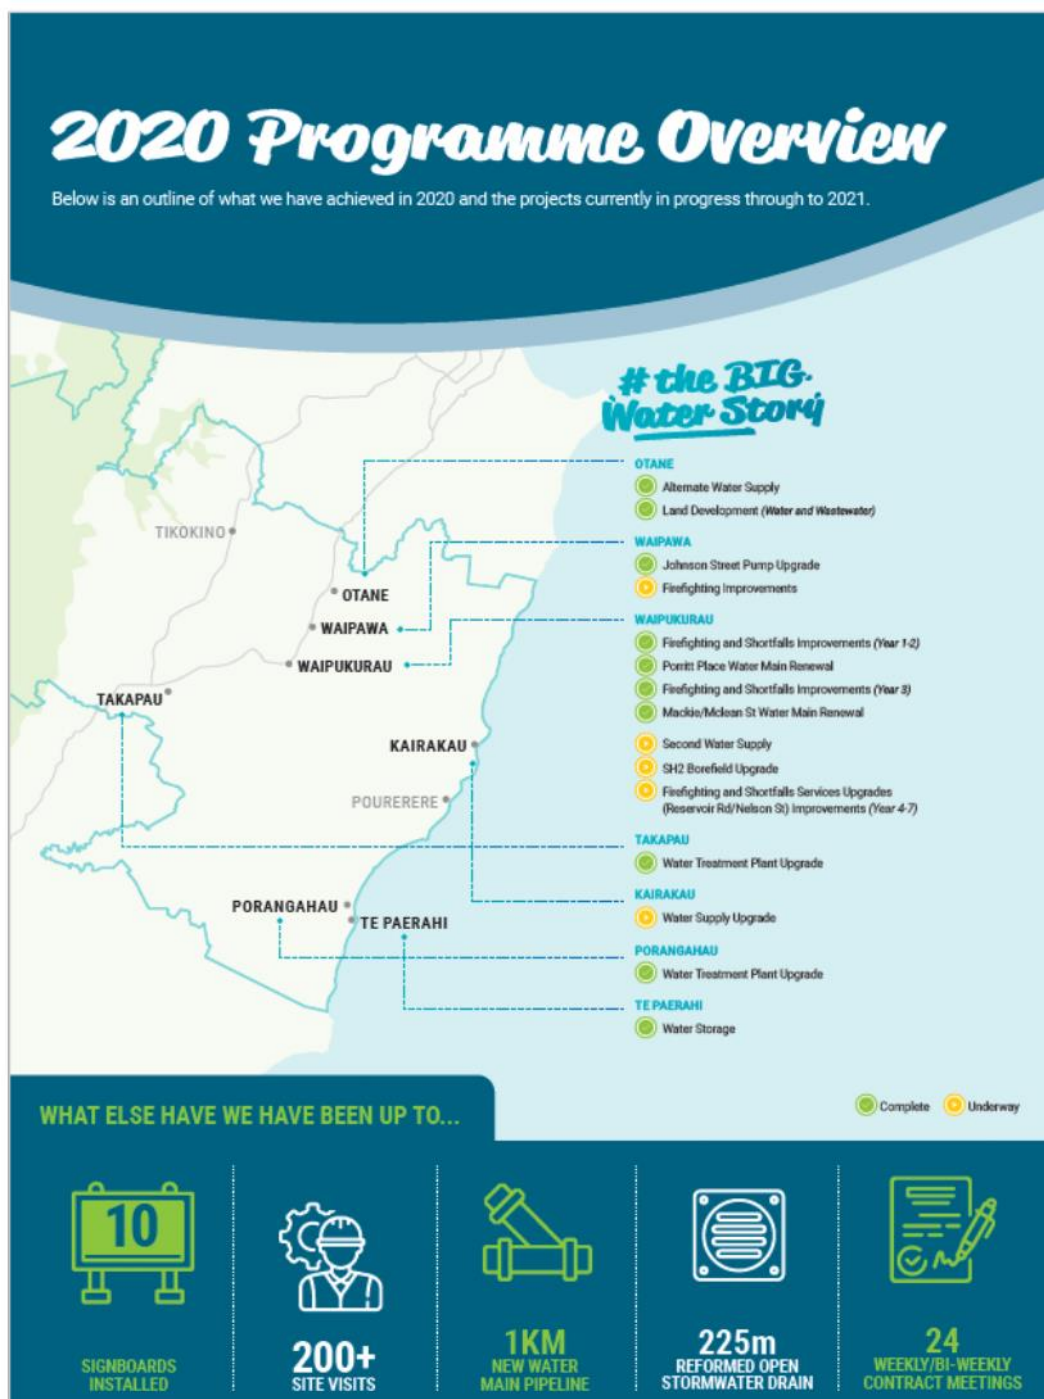 2020 Programme Overview
Below is an outline of what we have achieved in 2020 and the projects currently in progress through to 2021.
# the BIG
Water Story
TIKOKINO
OTANE
WAIPAWA
WAIPUKURAU
TAKAPAU
KAIRAKAU
POURERERE
PORANGAHAU
TE PAERAHI
OTANE
Alternate Water Supply
Land Development (Water and Wastewater)
WAIPAWA
Johnson Street Pump Upgrade
Firefighting Improvements
WAIPUKURAU
Firefighting and Shortfalls Improvements (Year 1-2)
Porritt Place Water Main Renewal
Firefighting and Shortfalls Improvements (Year 3)
Mackie/Mclean St Water Main Renewal
Second Water Supply
SH2 Borefield Upgrade
Firefighting and Shortfalls Services Upgrades
(Reservoir Rd/Nelson St) Improvements (Year 4-7)
TAKAPAU
Water Treatment Plant Upgrade
KAIRAKAU
Water Supply Upgrade
PORANGAHAU
Water Treatment Plant Upgrade
TE PAERAHI
Water Storage
Complete
Underway
WHAT ELSE HAVE WE HAVE BEEN UP TO...
10
SIGNBOARDS
INSTALLED
200+
SITE VISITS
1KM
NEW WATER
MAIN PIPELINE
225m
REFORMED OPEN
STORMWATER DRAIN
24
WEEKLY/BI-WEEKLY
CONTRACT MEETINGS